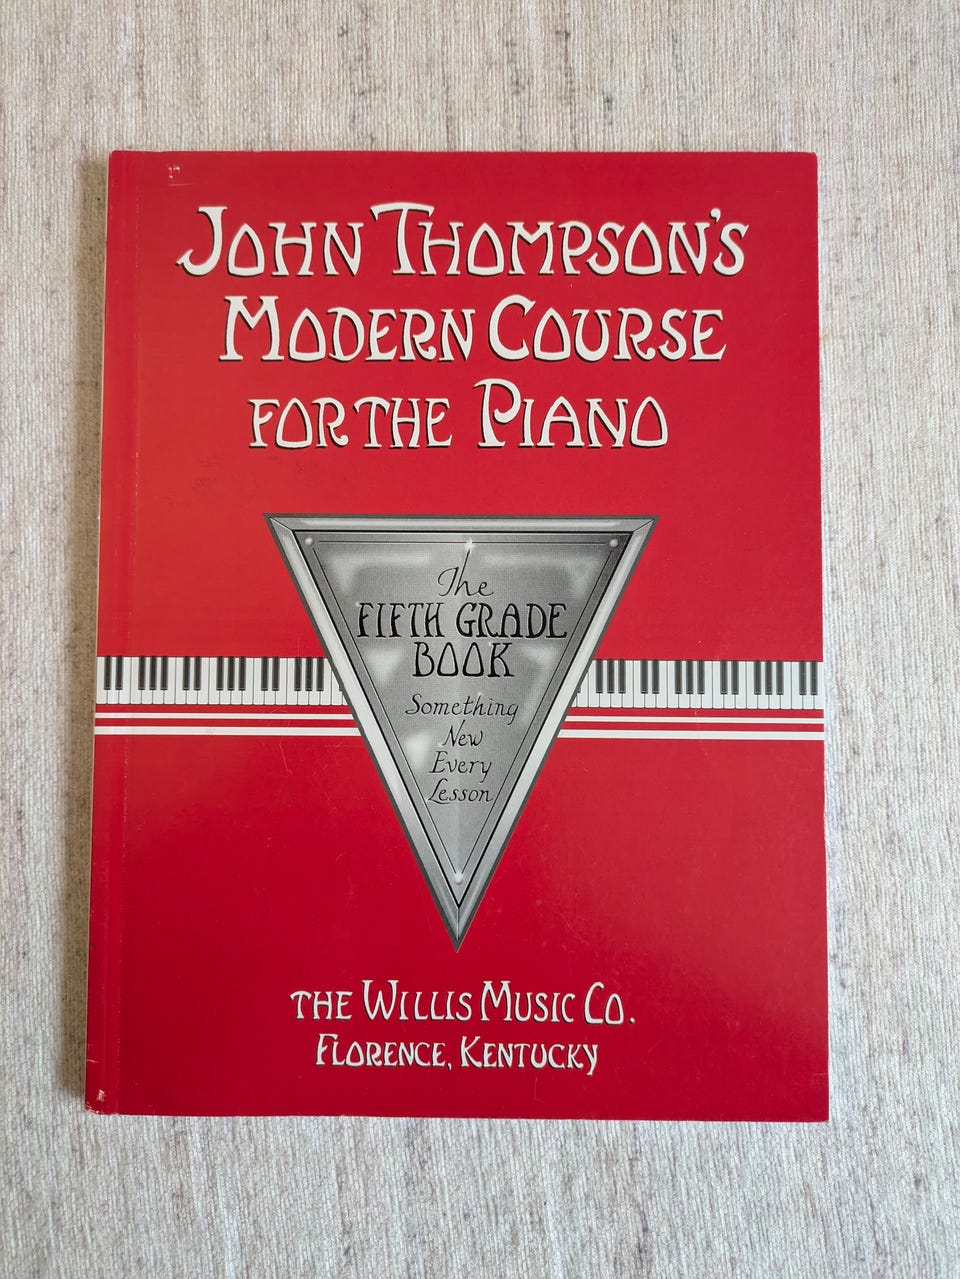 John Thompson's
Modern Course
for the Piano
The
Fifth Grade
Book
Something
New
Every
Lesson
The Willis Music Co.
Florence, Kentucky